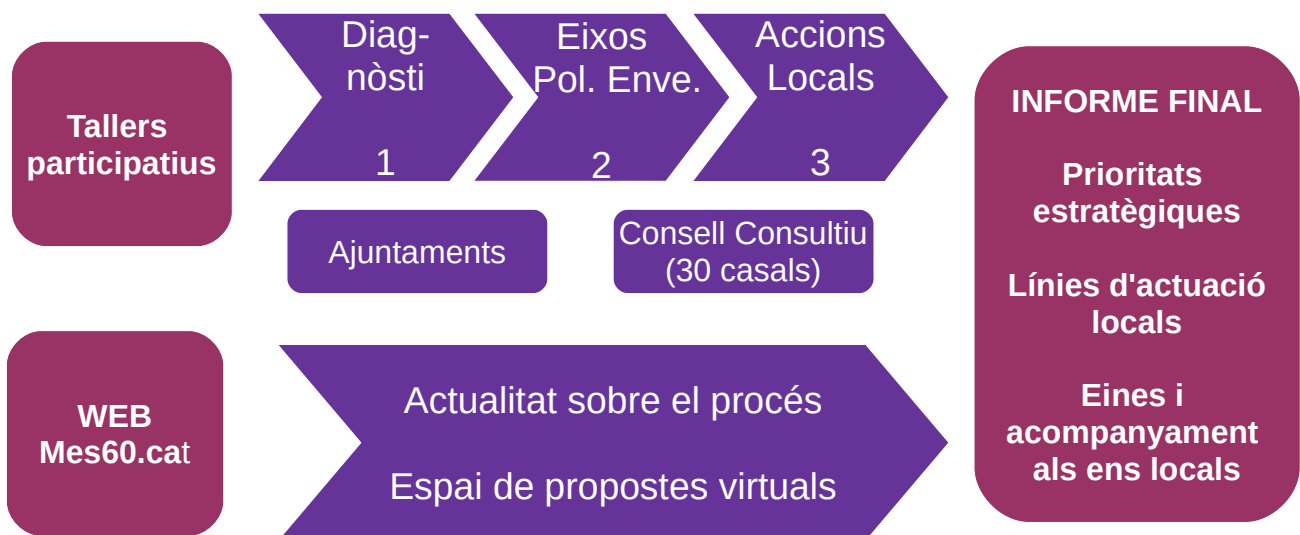 Tallers
participatius
Diag-
nòsti
1
Eixos
Pol. Enve.
2
Accions
Locals
3
Ajuntaments
Consell Consultiu
(30 casals)
WEB
Mes60.cat
Actualitat sobre el procés
Espai de propostes virtuals
INFORME FINAL
Prioritats
estratègiques
Línies d'actuació
locals
Eines i
acompanyament
als ens locals